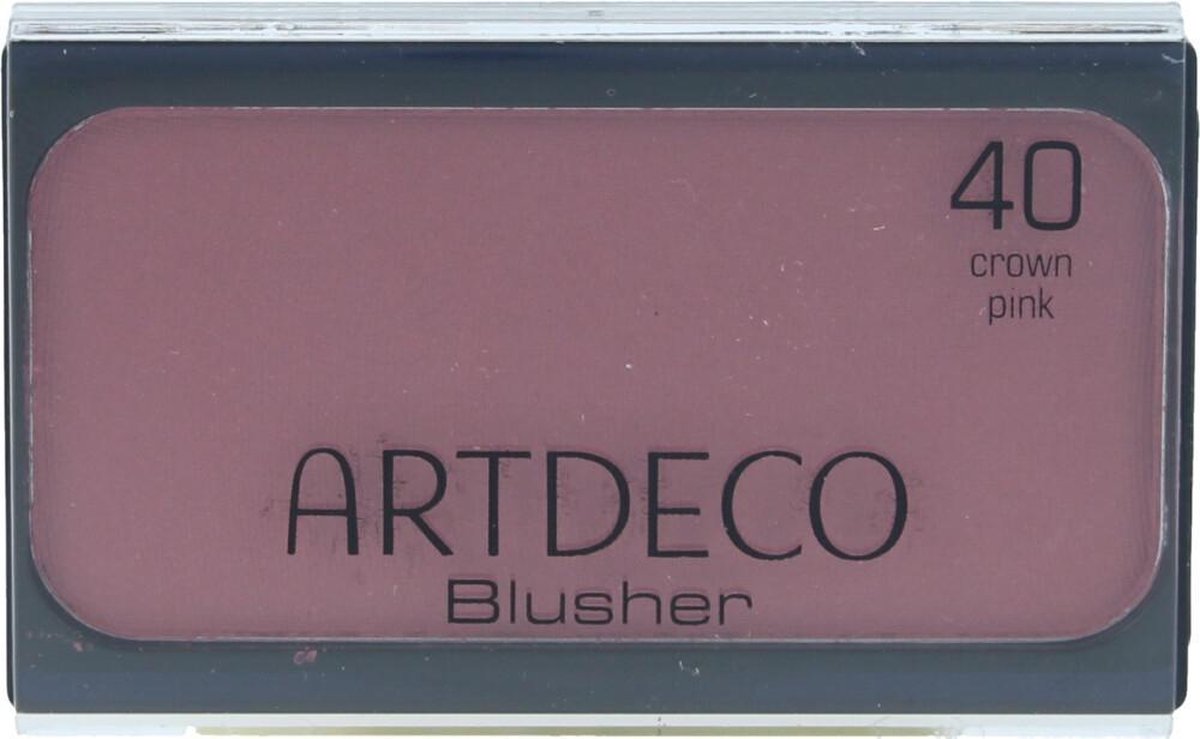 40
crown
pink
ARTDECO
Blusher